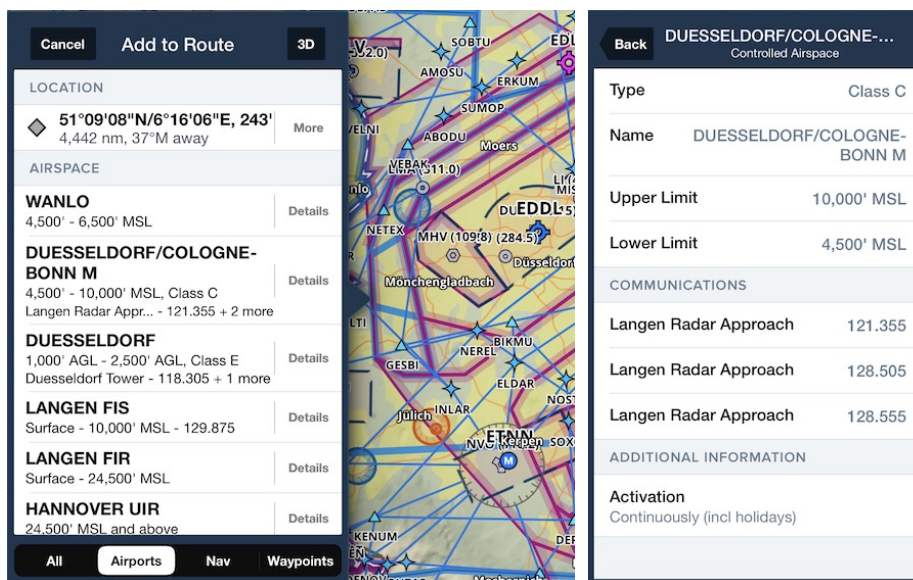 Cancel
Add to Route
3D
LOCATION
51°09'08"N/6°16'06"E, 243'
4,442 nm, 37°M away
More
AIRSPACE
WANLO
4,500' - 6,500' MSL
Details
DUESSELDORF/COLOGNE-
BONN M
4,500' - 10,000' MSL, Class C
Langen Radar Appr... - 121.355 + 2 more
Details
DUESSELDORF
1,000' AGL - 2,500' AGL, Class E
Duesseldorf Tower - 118.305 + 1 more
Details
LANGEN FIS
Surface - 10,000' MSL - 129.875
Details
LANGEN FIR
Surface - 24,500' MSL
Details
HANNOVER UIR
24,500' MSL and above
Details
All
Airports
Nav
Waypoints
SOBTU
EDL
AMOSU
ERKUM
SUMOP
ABODU
VELNI
Moers
VEBAK
NETEX
EDDL
MHV (109.8) (284.5)
Düsseldorf
Mönchengladbach
BIKMU
NEREL
GESBI
ELDAR
INLAR
Jülich
NOS
ETNN
Kerpen
SOX
M
KENUM
DEF
Back
DUESSELDORF/COLOGNE-...
Controlled Airspace
Type
Class C
Name
DUESSELDORF/COLOGNE-
BONN M
Upper Limit
10,000' MSL
Lower Limit
4,500' MSL
COMMUNICATIONS
Langen Radar Approach
121.355
Langen Radar Approach
128.505
Langen Radar Approach
128.555
ADDITIONAL INFORMATION
Activation
Continuously (incl holidays)